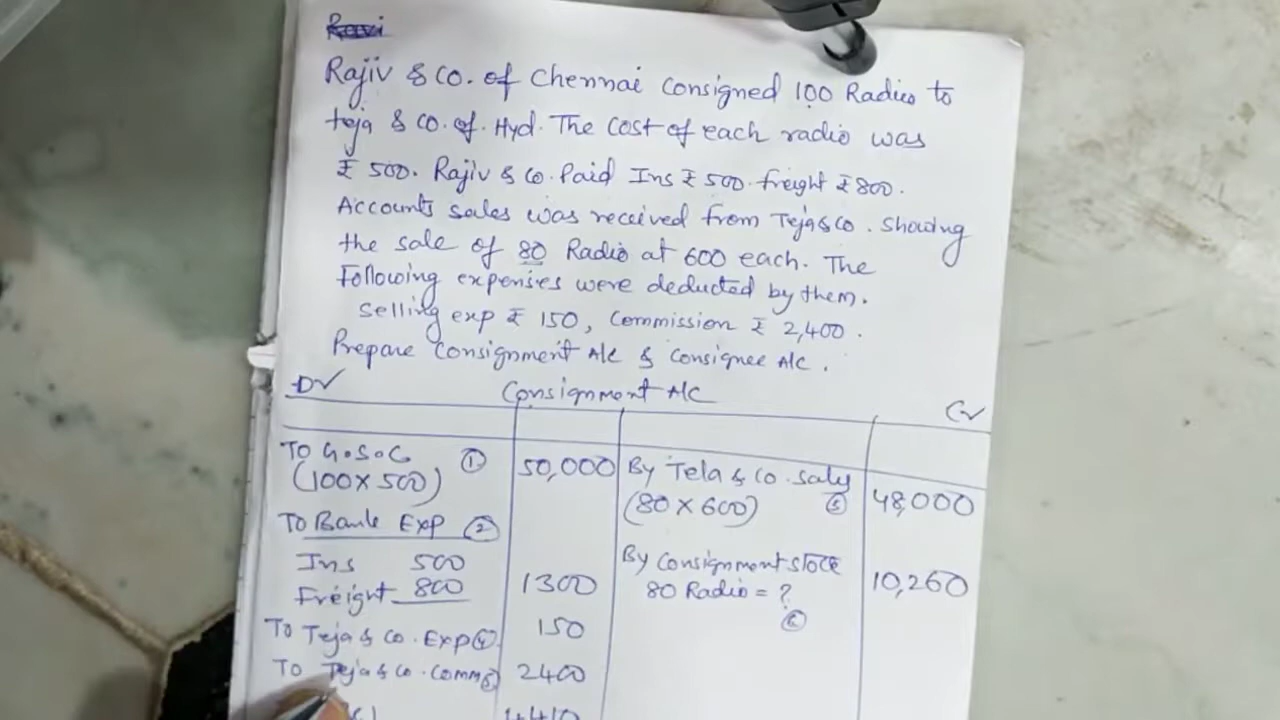 Rajiv & Co. of Chennai Consigned 100 Radios to
teja & Co. of. Hyd. The Cost of each radio was
₹ 500. Rajiv & Co. Paid Ins ₹ 500. freight ₹ 800.
Accounts sales was received from Teja & Co. Showing
the sale of 80 Radio at 600 each. The
following expenses were deducted by them.
Selling exp ₹ 150, Commission ₹ 2,400.
Prepare Consignment A/c & Consignee A/c.
Dr Consignment A/C Cr
To G.S.O.C ① 50,000 By Tela & Co. Sales 48,000
(100 x 500) (80 x 600) ⑤
To Bank Exp ②
Ins 500 By Consignment stock 10,260
Freight 800 1300 80 Radio = ?
⑥
To Teja & Co. Exp ④ 150
To Teja & Co. Comm 2400